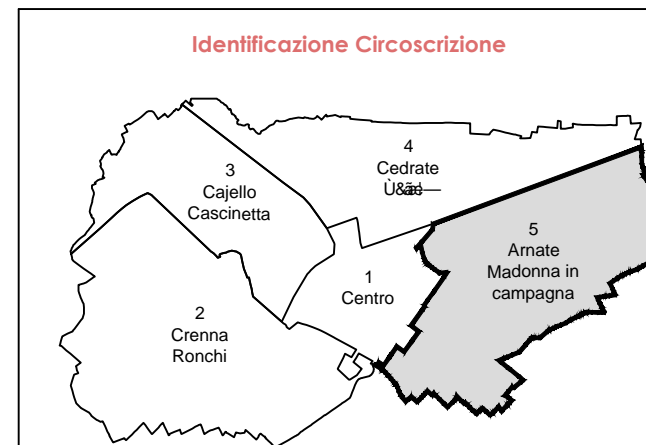 Identificazione Circoscrizione
4
Cedrate
3
Cajello
Cascinetta
5
Arnate
Madonna in
campagna
1
Centro
2
Crenna
Ronchi